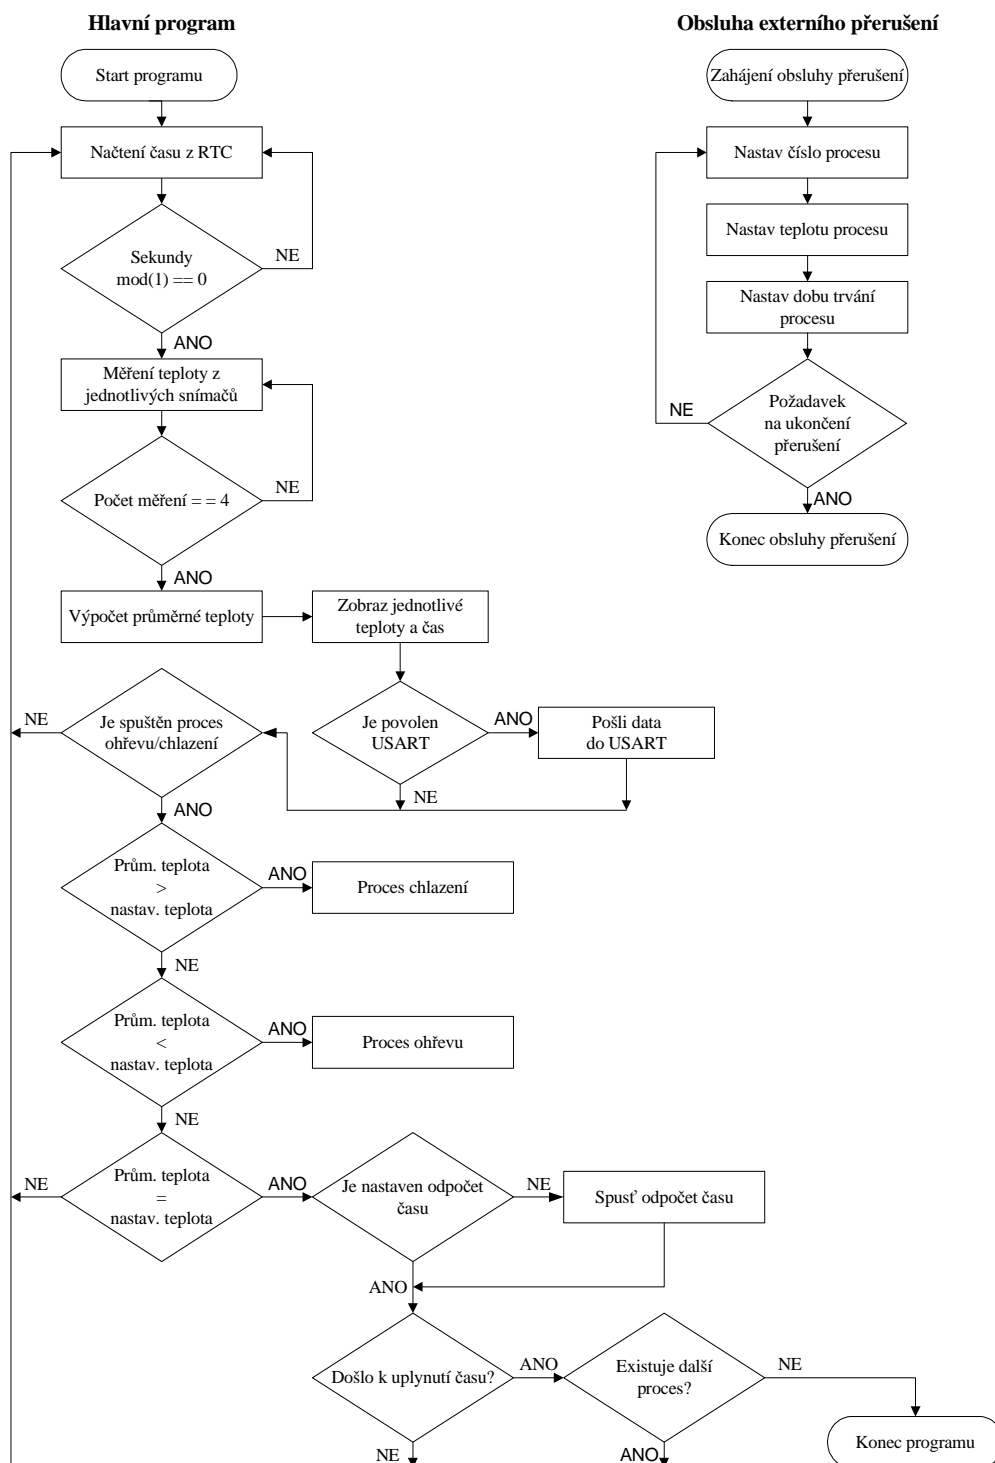 Hlavní program
Start programu
Načtení času z RTC
Sekundy
mod(1) == 0
NE
ANO
Měření teploty z
jednotlivých snímačů
Počet měření = = 4
NE
ANO
Výpočet průměrné teploty
Zobraz jednotlivé
teploty a čas
Je povolen
USART
ANO
Pošli data
do USART
NE
Je spuštěn proces
ohřevu/chlazení
NE
ANO
Prům. teplota
>
nastav. teplota
ANO
Proces chlazení
NE
Prům. teplota
<
nastav. teplota
ANO
Proces ohřevu
NE
Prům. teplota
=
nastav. teplota
NE
ANO
Je nastaven odpočet
času
NE
Spusť odpočet času
ANO
Došlo k uplynutí času?
ANO
Existuje další
proces?
NE
Konec programu
NE
ANO
Obsluha externího přerušení
Zahájení obsluhy přerušení
Nastav číslo procesu
Nastav teplotu procesu
Nastav dobu trvání
procesu
Požadavek
na ukončení
přerušení
NE
ANO
Konec obsluhy přerušení